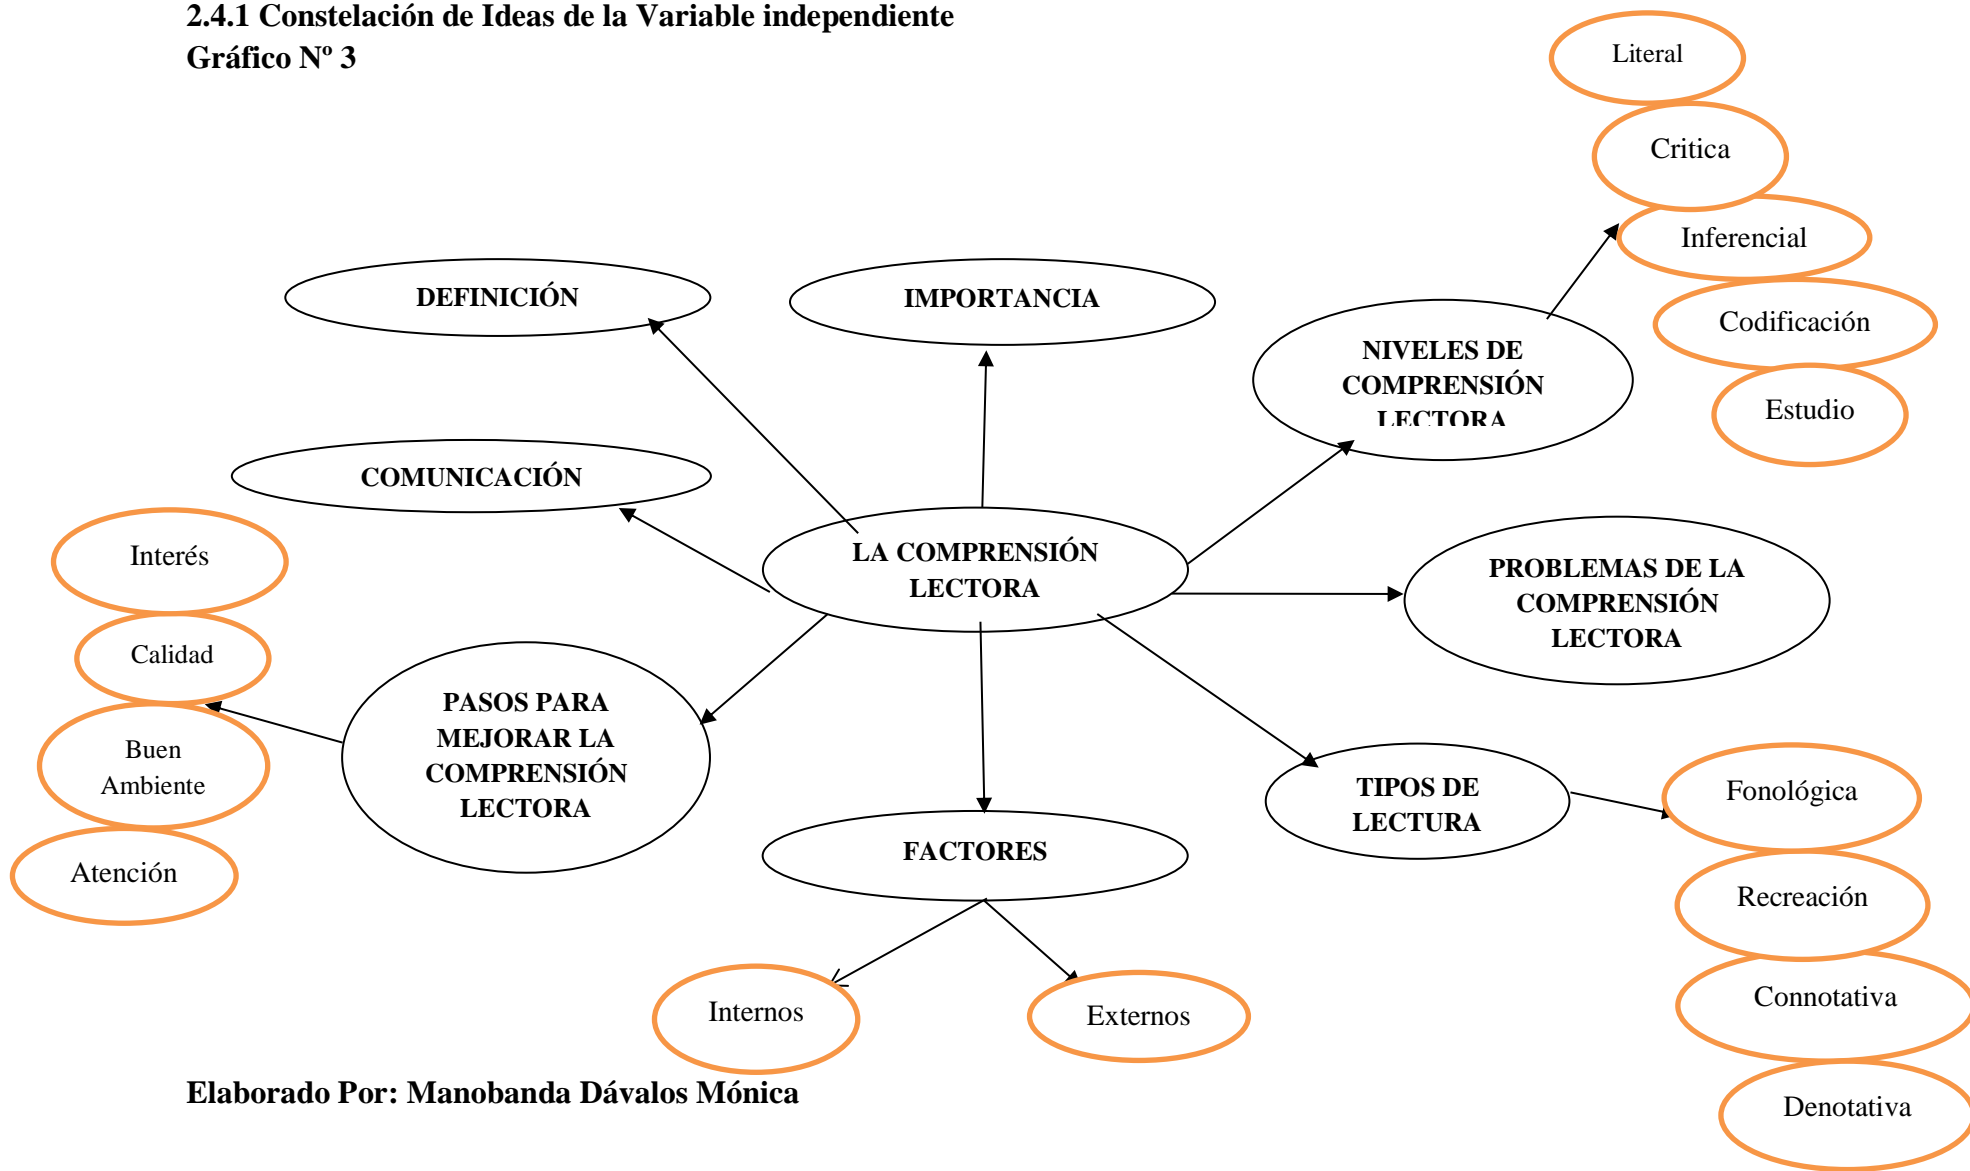 2.4.1 Constelación de Ideas de la Variable independiente
Gráfico Nº 3
Literal
Critica
Inferencial
Codificación
Estudio
DEFINICIÓN
IMPORTANCIA
NIVELES DE
COMPRENSIÓN
LECTORA
COMUNICACIÓN
LA COMPRENSIÓN
LECTORA
PROBLEMAS DE LA
COMPRENSIÓN
LECTORA
Interés
Calidad
Buen
Ambiente
Atención
PASOS PARA
MEJORAR LA
COMPRENSIÓN
LECTORA
FACTORES
Internos
Externos
TIPOS DE
LECTURA
Fonológica
Recreación
Connotativa
Denotativa
Elaborado Por: Manobanda Dávalos Mónica